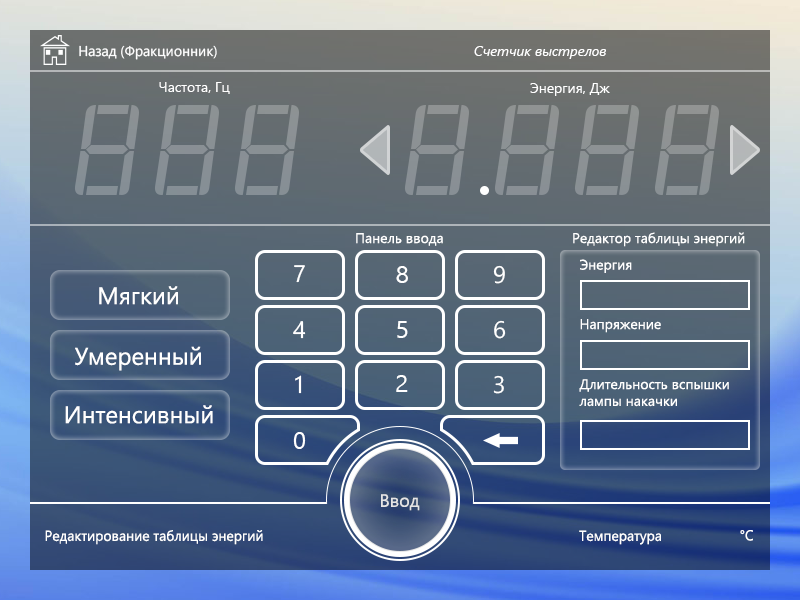 Назад (Фракционник)
Счетчик выстрелов
Частота, Гц
Энергия, Дж
Панель ввода
Редактор таблицы энергий
Мягкий
Умеренный
Интенсивный
7 8 9
4 5 6
1 2 3
0
Ввод
Энергия
Напряжение
Длительность вспышки
лампы накачки
Редактирование таблицы энергий
Температура °C